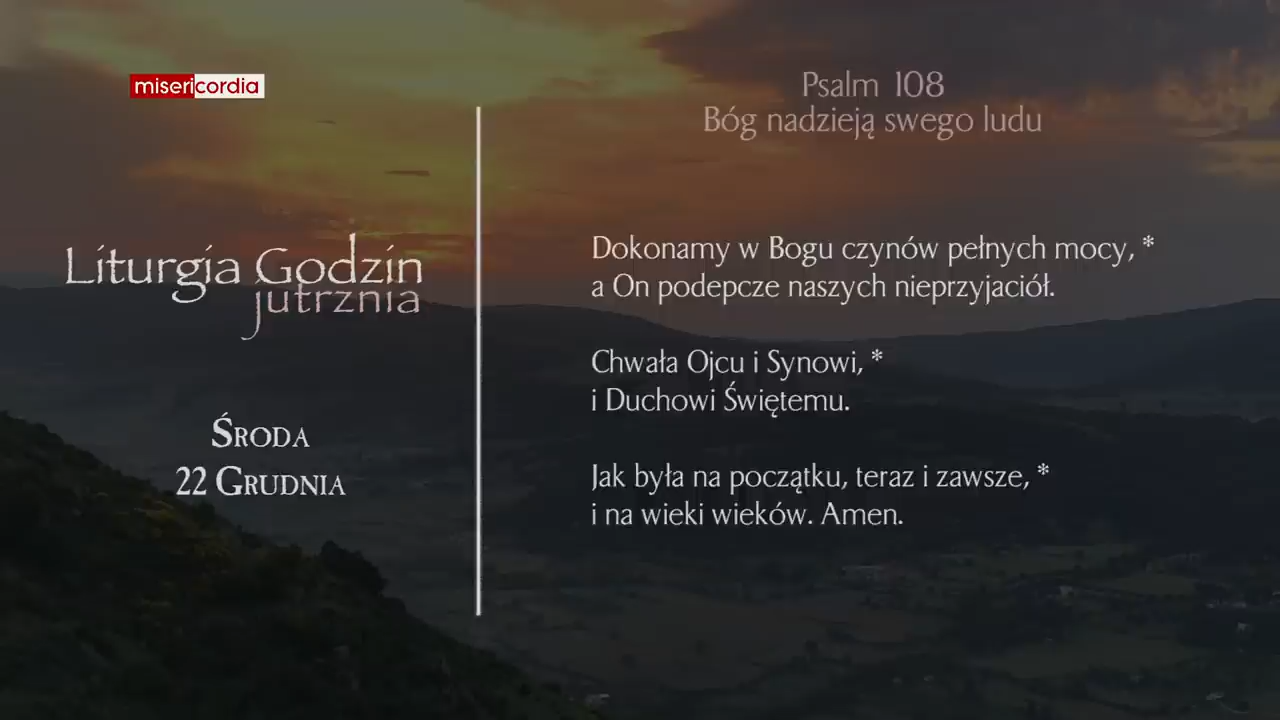 misericordia
Liturgia Godzin
jutrznia
Środa
22 Grudnia
Psalm 108
Bóg nadzieją swego ludu
Dokonamy w Bogu czynów pełnych mocy, *
a On podepcze naszych nieprzyjaciół.
Chwała Ojcu i Synowi, *
i Duchowi Świętemu.
Jak była na początku, teraz i zawsze, *
i na wieki wieków. Amen.